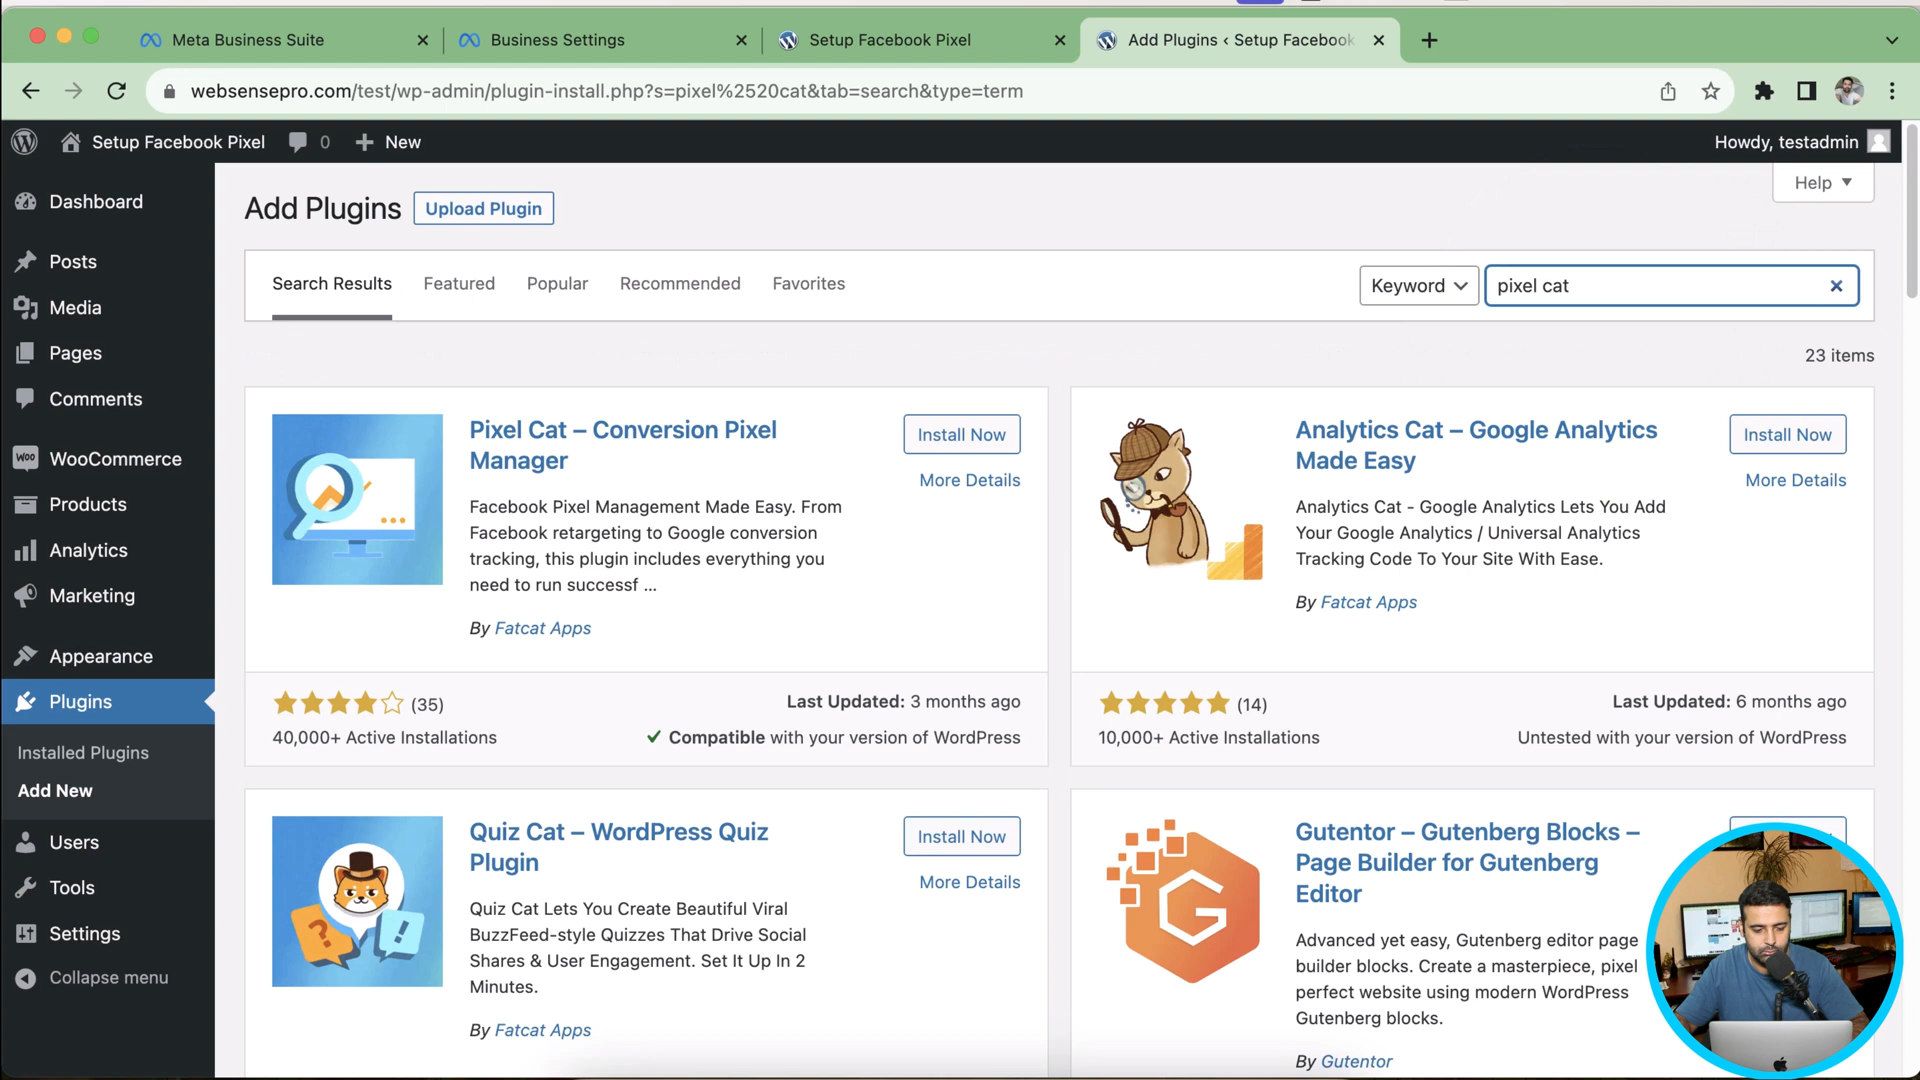 Meta Business Suite
Business Settings
Setup Facebook Pixel
Add Plugins ‹ Setup Facebook
websensepro.com/test/wp-admin/plugin-install.php?s=pixel%2520cat&tab=search&type=term
Setup Facebook Pixel
0
New
Howdy, testadmin
Dashboard
Posts
Media
Pages
Comments
Woo
WooCommerce
Products
Analytics
Marketing
Appearance
Plugins
Installed Plugins
Add New
Users
Tools
Settings
Collapse menu
Help
Add Plugins
Upload Plugin
Search Results
Featured
Popular
Recommended
Favorites
Keyword
pixel cat
23 items
Pixel Cat – Conversion Pixel
Manager
Install Now
More Details
Facebook Pixel Management Made Easy. From
Facebook retargeting to Google conversion
tracking, this plugin includes everything you
need to run successf ...
By Fatcat Apps
(35)
Last Updated: 3 months ago
40,000+ Active Installations
Compatible with your version of WordPress
Analytics Cat – Google Analytics
Made Easy
Install Now
More Details
Analytics Cat - Google Analytics Lets You Add
Your Google Analytics / Universal Analytics
Tracking Code To Your Site With Ease.
By Fatcat Apps
(14)
Last Updated: 6 months ago
10,000+ Active Installations
Untested with your version of WordPress
Quiz Cat – WordPress Quiz
Plugin
Install Now
More Details
Quiz Cat Lets You Create Beautiful Viral
BuzzFeed-style Quizzes That Drive Social
Shares & User Engagement. Set It Up In 2
Minutes.
By Fatcat Apps
Gutentor – Gutenberg Blocks –
Page Builder for Gutenberg
Editor
Advanced yet easy, Gutenberg editor page
builder blocks. Create a masterpiece, pixel
perfect website using modern WordPress
Gutenberg blocks.
By Gutentor